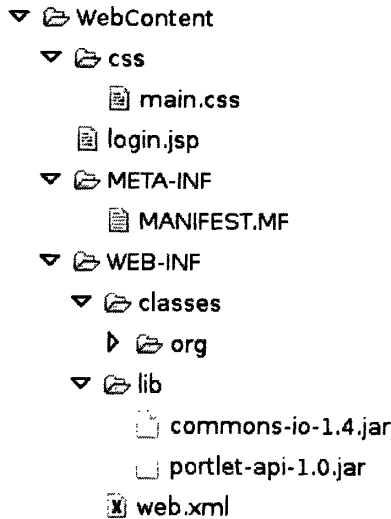 WebContent
css
main.css
login.jsp
META-INF
MANIFEST.MF
WEB-INF
classes
org
lib
commons-io-1.4.jar
portlet-api-1.0.jar
web.xml